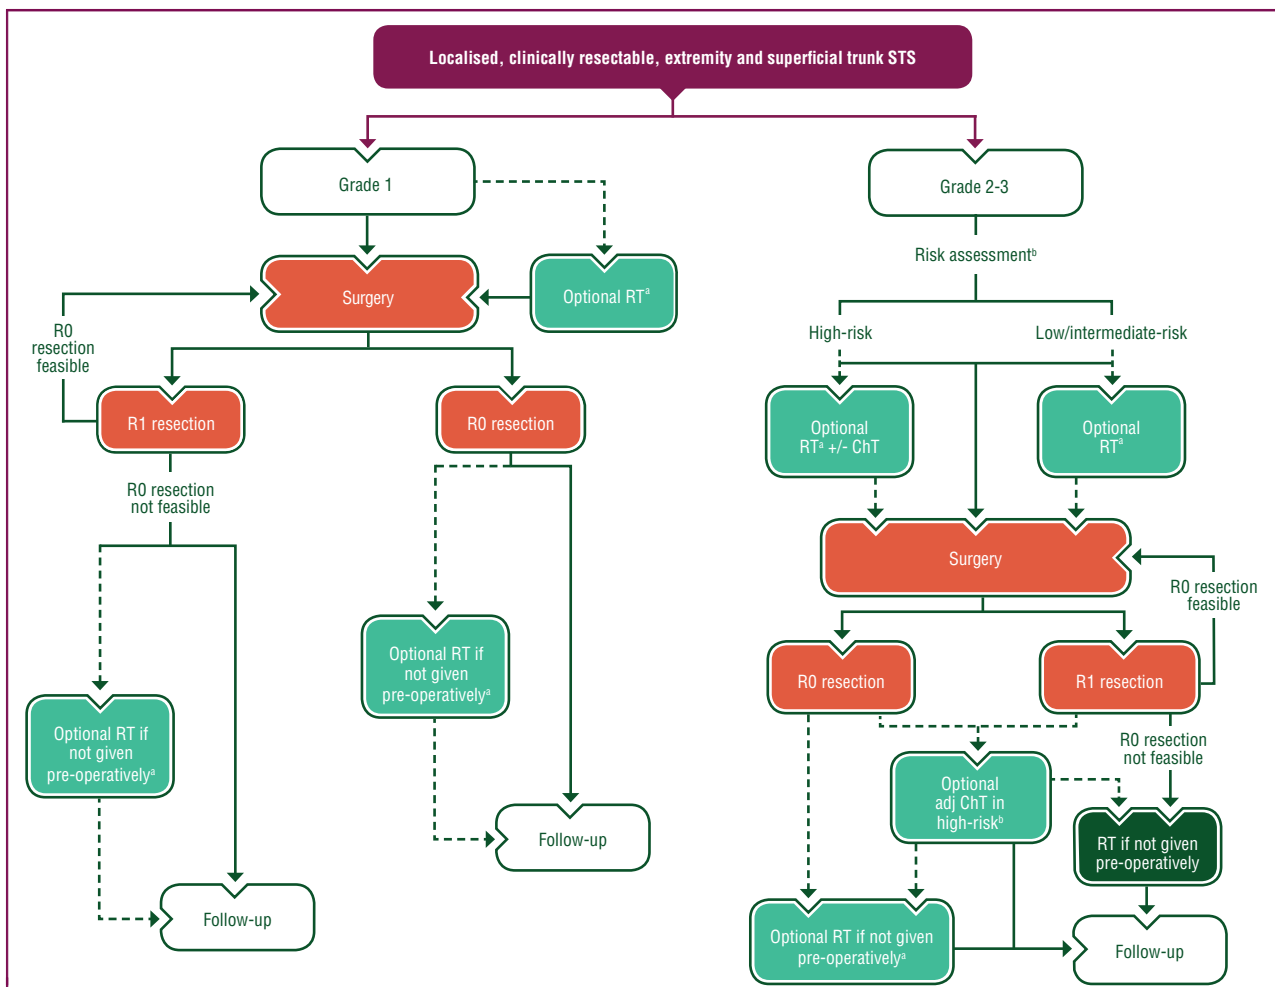 Localised, clinically resectable, extremity and superficial trunk STS
Grade 1
Grade 2-3
Risk assessmentᵇ
Surgery
Optional RTᵃ
R0
resection
feasible
High-risk
Low/intermediate-risk
R1 resection
R0 resection
Optional
RTᵃ +/- ChT
Optional
RTᵃ
R0 resection
not feasible
Surgery
R0 resection
feasible
Optional RT if
not given
pre-operativelyᵃ
R0 resection
R1 resection
Optional RT if
not given
pre-operativelyᵃ
R0 resection
not feasible
Optional
adj ChT in
high-riskᵇ
Follow-up
RT if not given
pre-operatively
Follow-up
Optional RT if not given
pre-operativelyᵃ
Follow-up